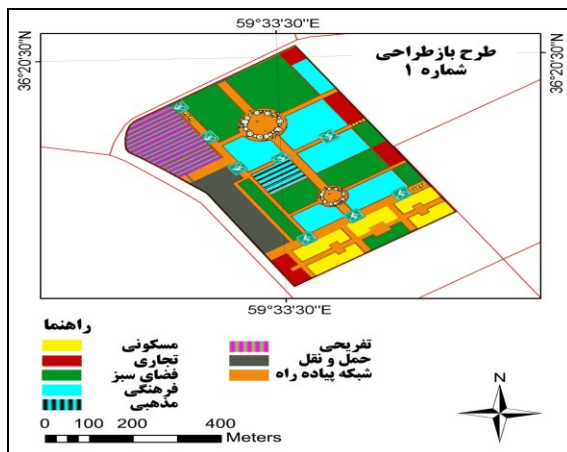 59°33'30"E
36°20'30"N
36°20'30"N
طرح بازطراحی
شماره ۱
59°33'30"E
راهنما
مسکونی
تجاری
فضای سبز
فرهنگی
مذهبی
تفریحی
حمل و نقل
شبکه پیاده راه
0 50 100 200 400
Meters
N